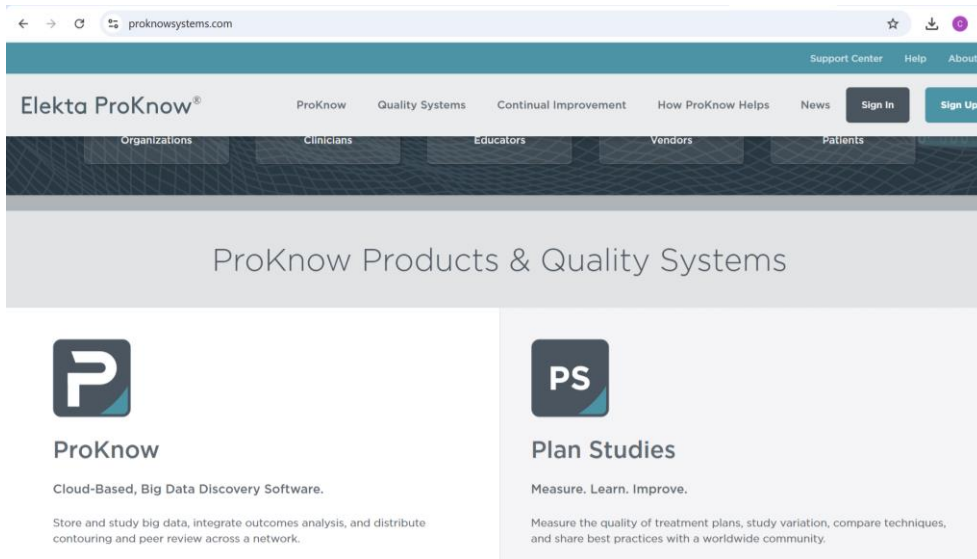 proknowsystems.com
C
Support Center Help About
Elekta ProKnow®
ProKnow Quality Systems Continual Improvement How ProKnow Helps News Sign In Sign Up
Organizations Clinicians Educators Vendors Patients
ProKnow Products & Quality Systems
P
PS
ProKnow
Plan Studies
Cloud-Based, Big Data Discovery Software.
Measure. Learn. Improve.
Store and study big data, integrate outcomes analysis, and distribute
contouring and peer review across a network.
Measure the quality of treatment plans, study variation, compare techniques,
and share best practices with a worldwide community.